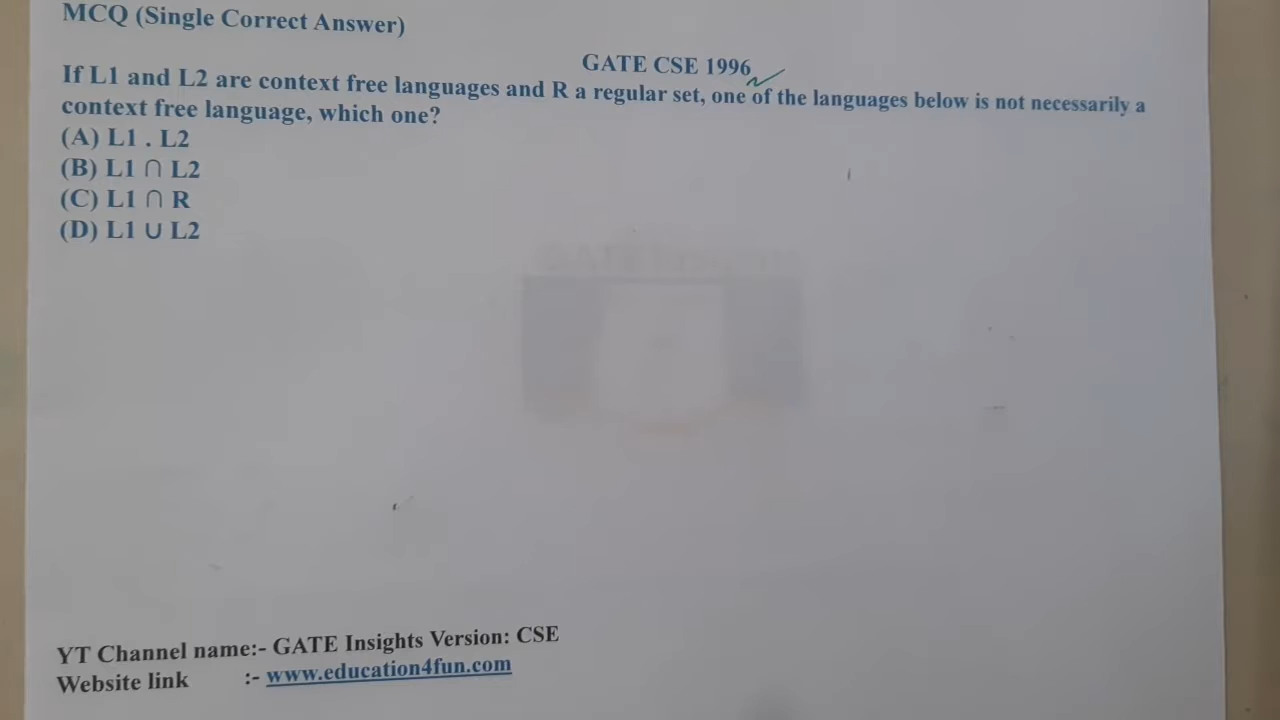 MCQ (Single Correct Answer)
GATE CSE 1996
If L1 and L2 are context free languages and R a regular set, one of the languages below is not necessarily a
context free language, which one?
(A) L1 . L2
(B) L1 ∩ L2
(C) L1 ∩ R
(D) L1 ∪ L2
YT Channel name:- GATE Insights Version: CSE
Website link :- www.education4fun.com